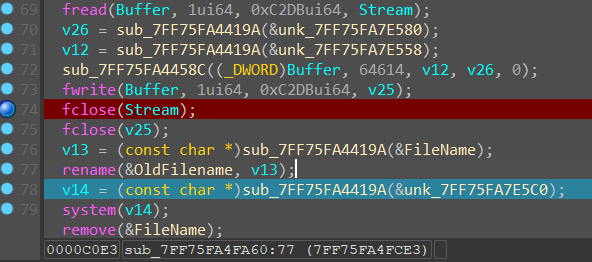 69 fread(Buffer, 1ui64, 0xC2DBui64, Stream);
70 v26 = sub_7FF75FA4419A(&unk_7FF75FA7E580);
71 v12 = sub_7FF75FA4419A(&unk_7FF75FA7E558);
72 sub_7FF75FA4458C((_DWORD)Buffer, 64614, v12, v26, 0);
73 fwrite(Buffer, 1ui64, 0xC2DBui64, v25);
74 fclose(Stream);
75 fclose(v25);
76 v13 = (const char *)sub_7FF75FA4419A(&FileName);
77 rename(&OldFilename, v13);
78 v14 = (const char *)sub_7FF75FA4419A(&unk_7FF75FA7E5C0);
79 system(v14);
remove(&FileName);
0000C0E3 sub_7FF75FA4FA60:77 (7FF75FA4FCE3)